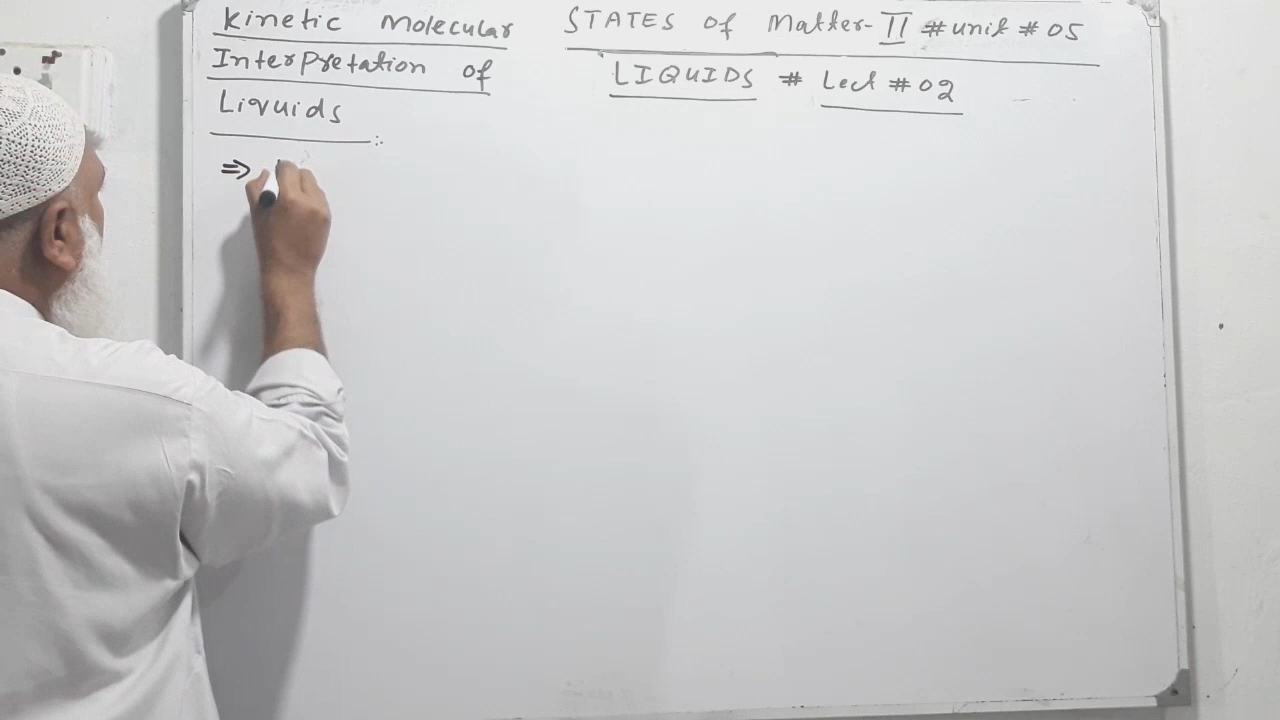 Kinetic Molecular
Interpretation of
Liquids :
⇒
STATES of Matter-II # unit # 05
LIQUIDS # Lect # 02